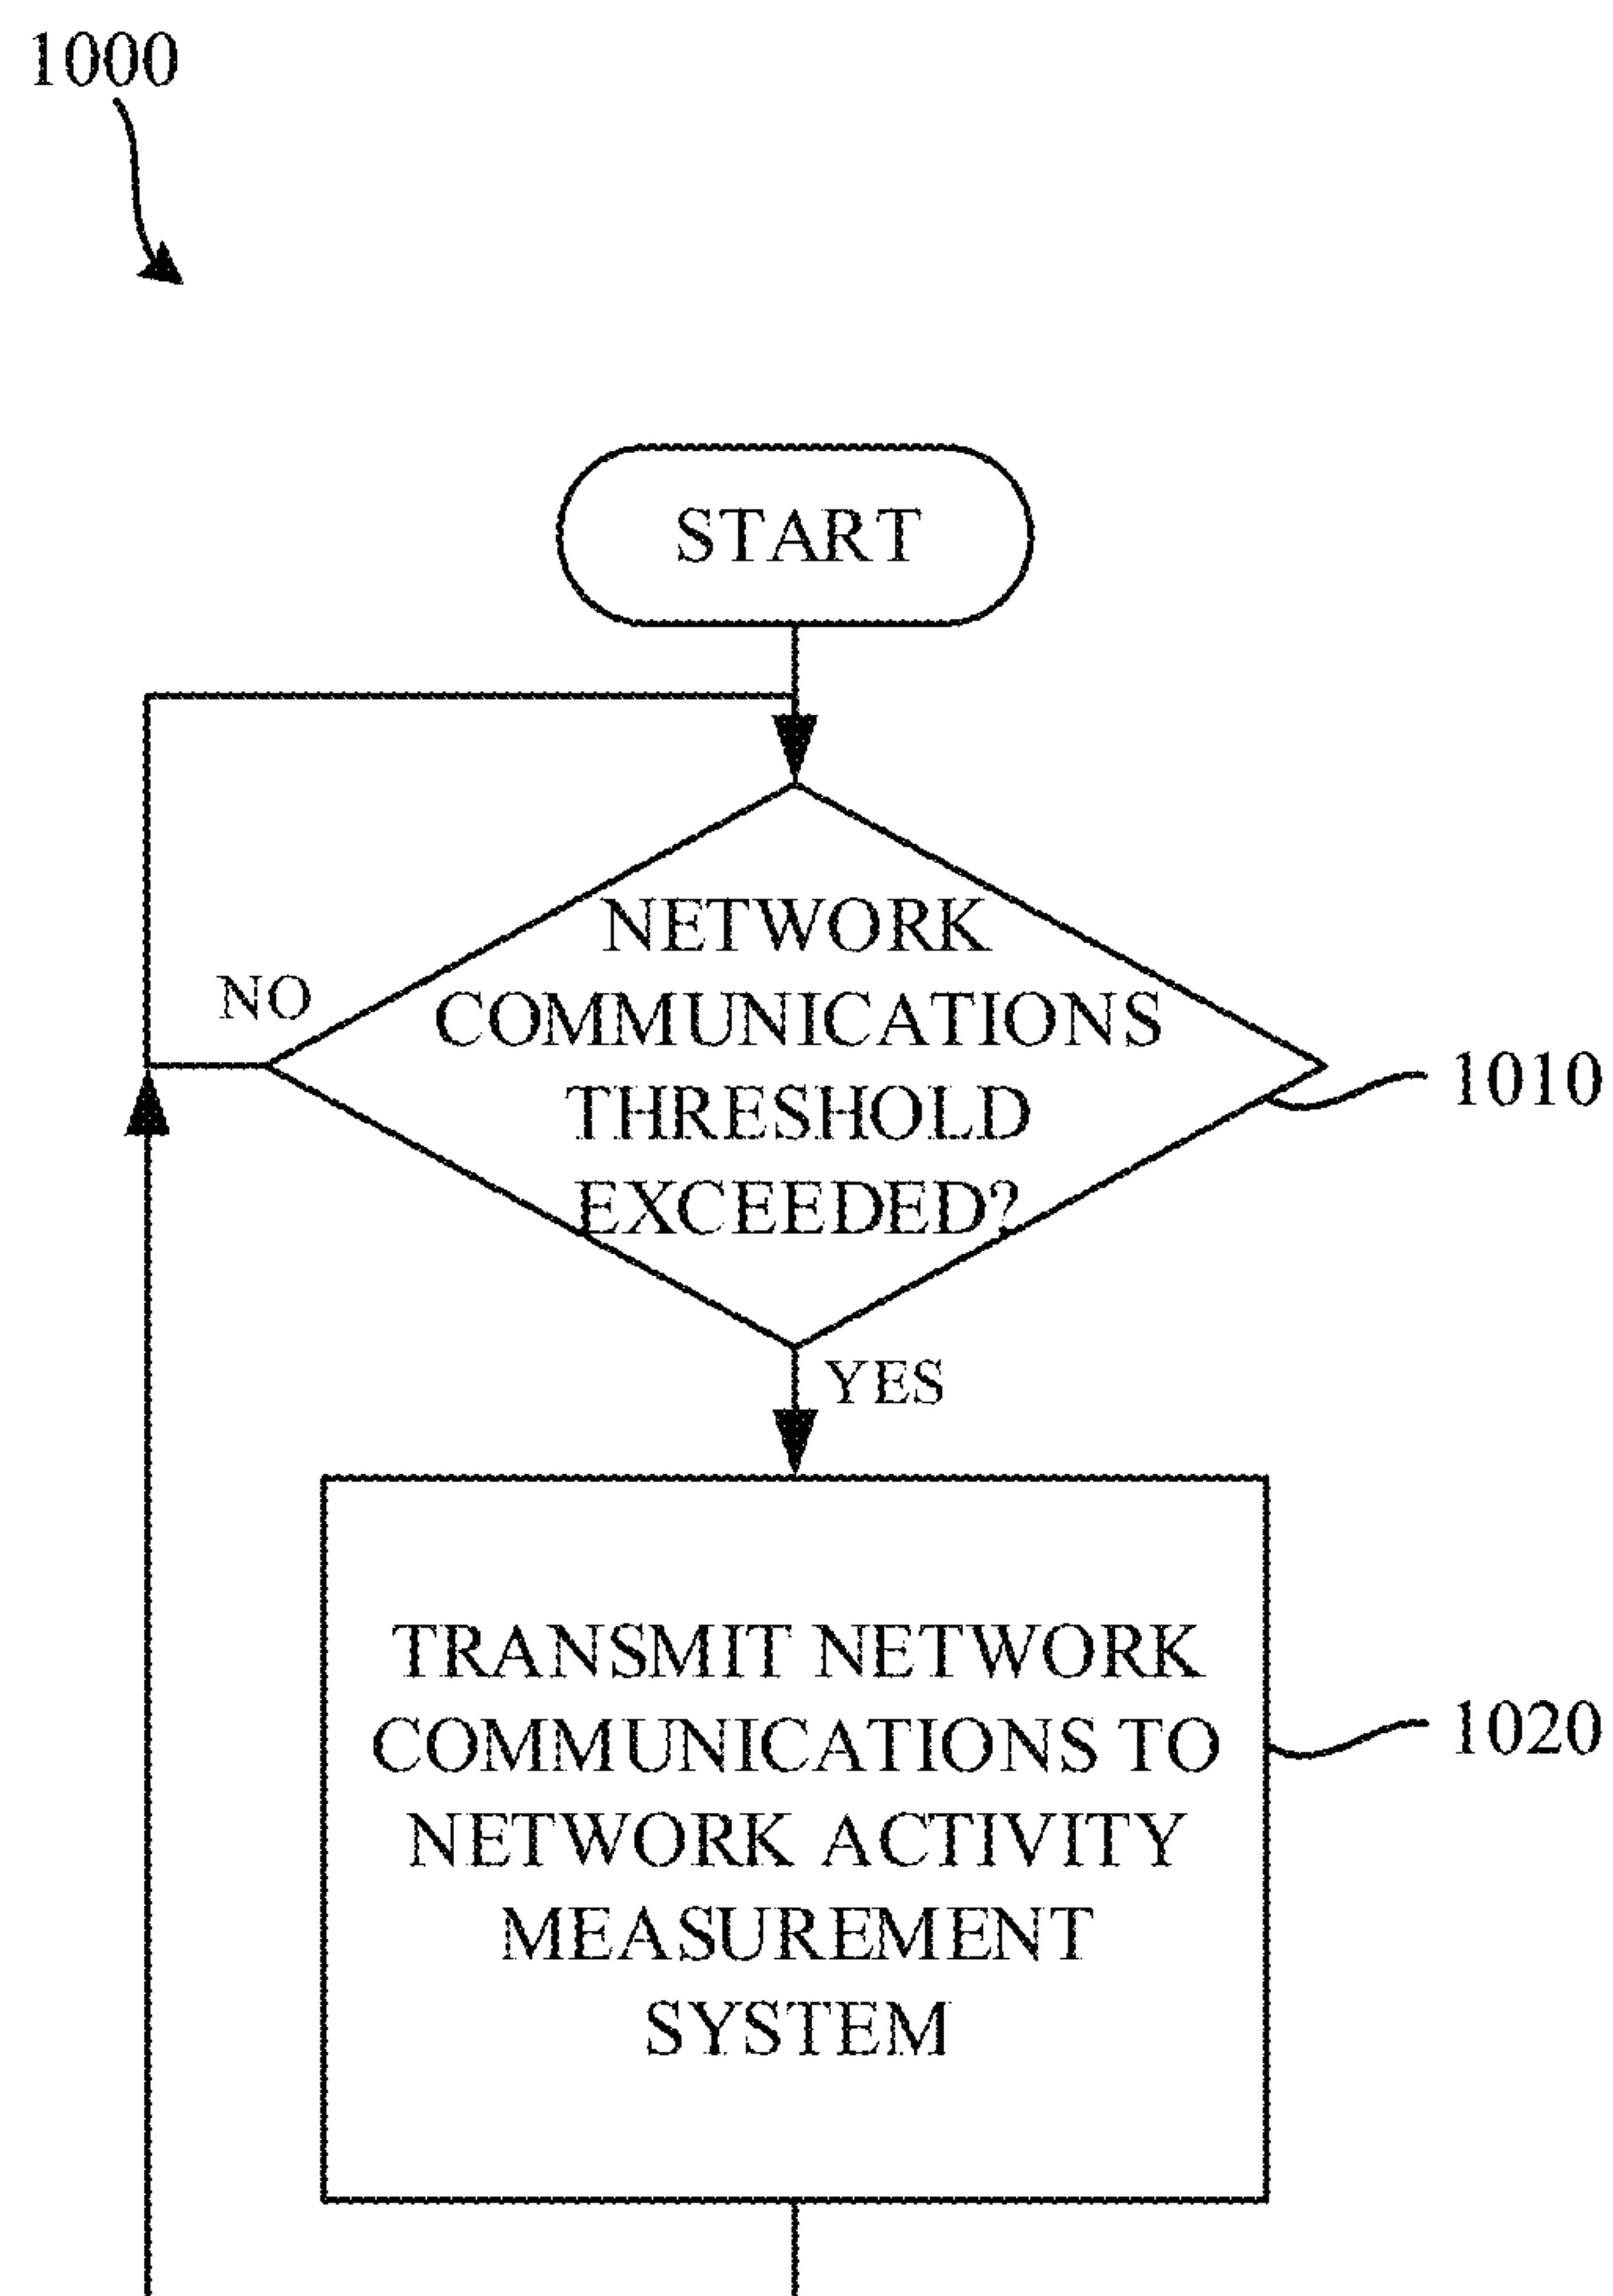 1000
START
NETWORK
COMMUNICATIONS
THRESHOLD
EXCEEDED?
NO
1010
YES
TRANSMIT NETWORK
COMMUNICATIONS TO
NETWORK ACTIVITY
MEASUREMENT
SYSTEM
1020